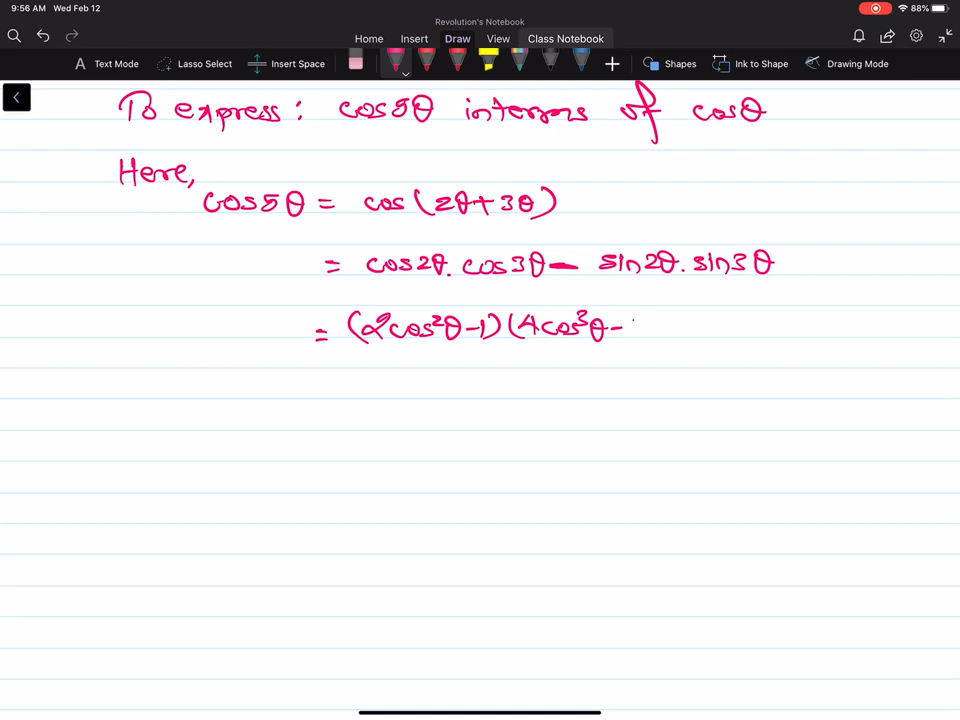 9:56 AM Wed Feb 12
88%
Revolution's Notebook
Home Insert Draw View Class Notebook
Text Mode Lasso Select Insert Space Shapes Ink to Shape Drawing Mode
To express: cos5θ interms of cosθ
Here,
cos5θ = cos(2θ+3θ)
= cos2θ. cos3θ - sin2θ. sin3θ
= (2cos²θ-1)(4cos³θ-